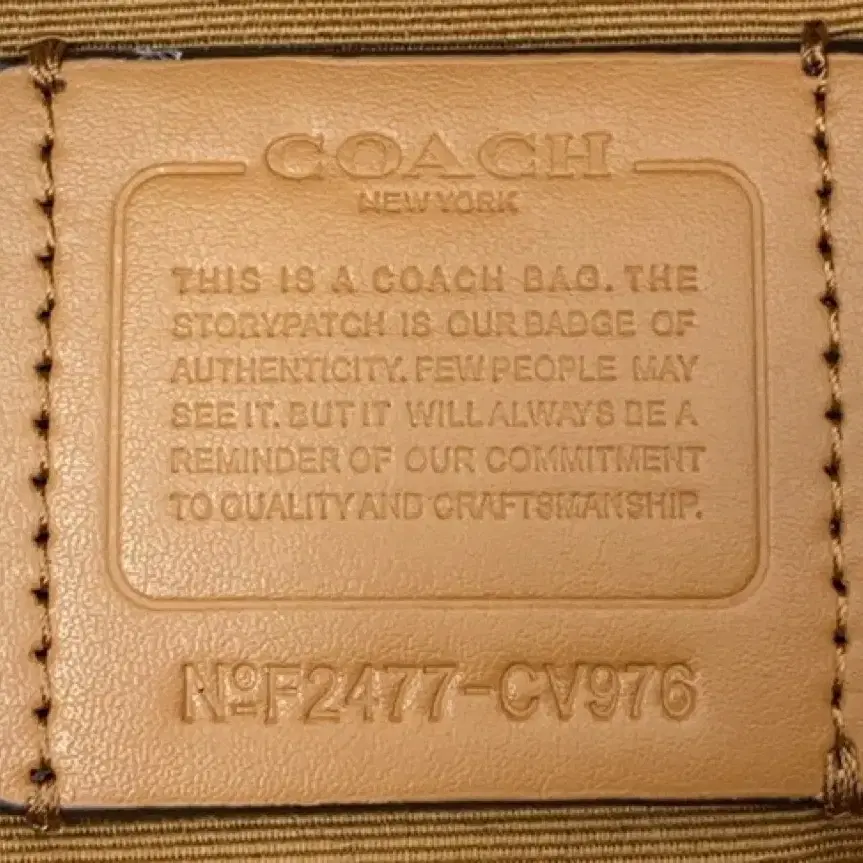 COACH
NEW YORK
THIS IS A COACH BAG. THE
STORYPATCH IS OUR BADGE OF
AUTHENTICITY. FEW PEOPLE MAY
SEE IT. BUT IT WILL ALWAYS BE A
REMINDER OF OUR COMMITMENT
TO QUALITY AND CRAFTSMANSHIP.
NºF2477-CV976